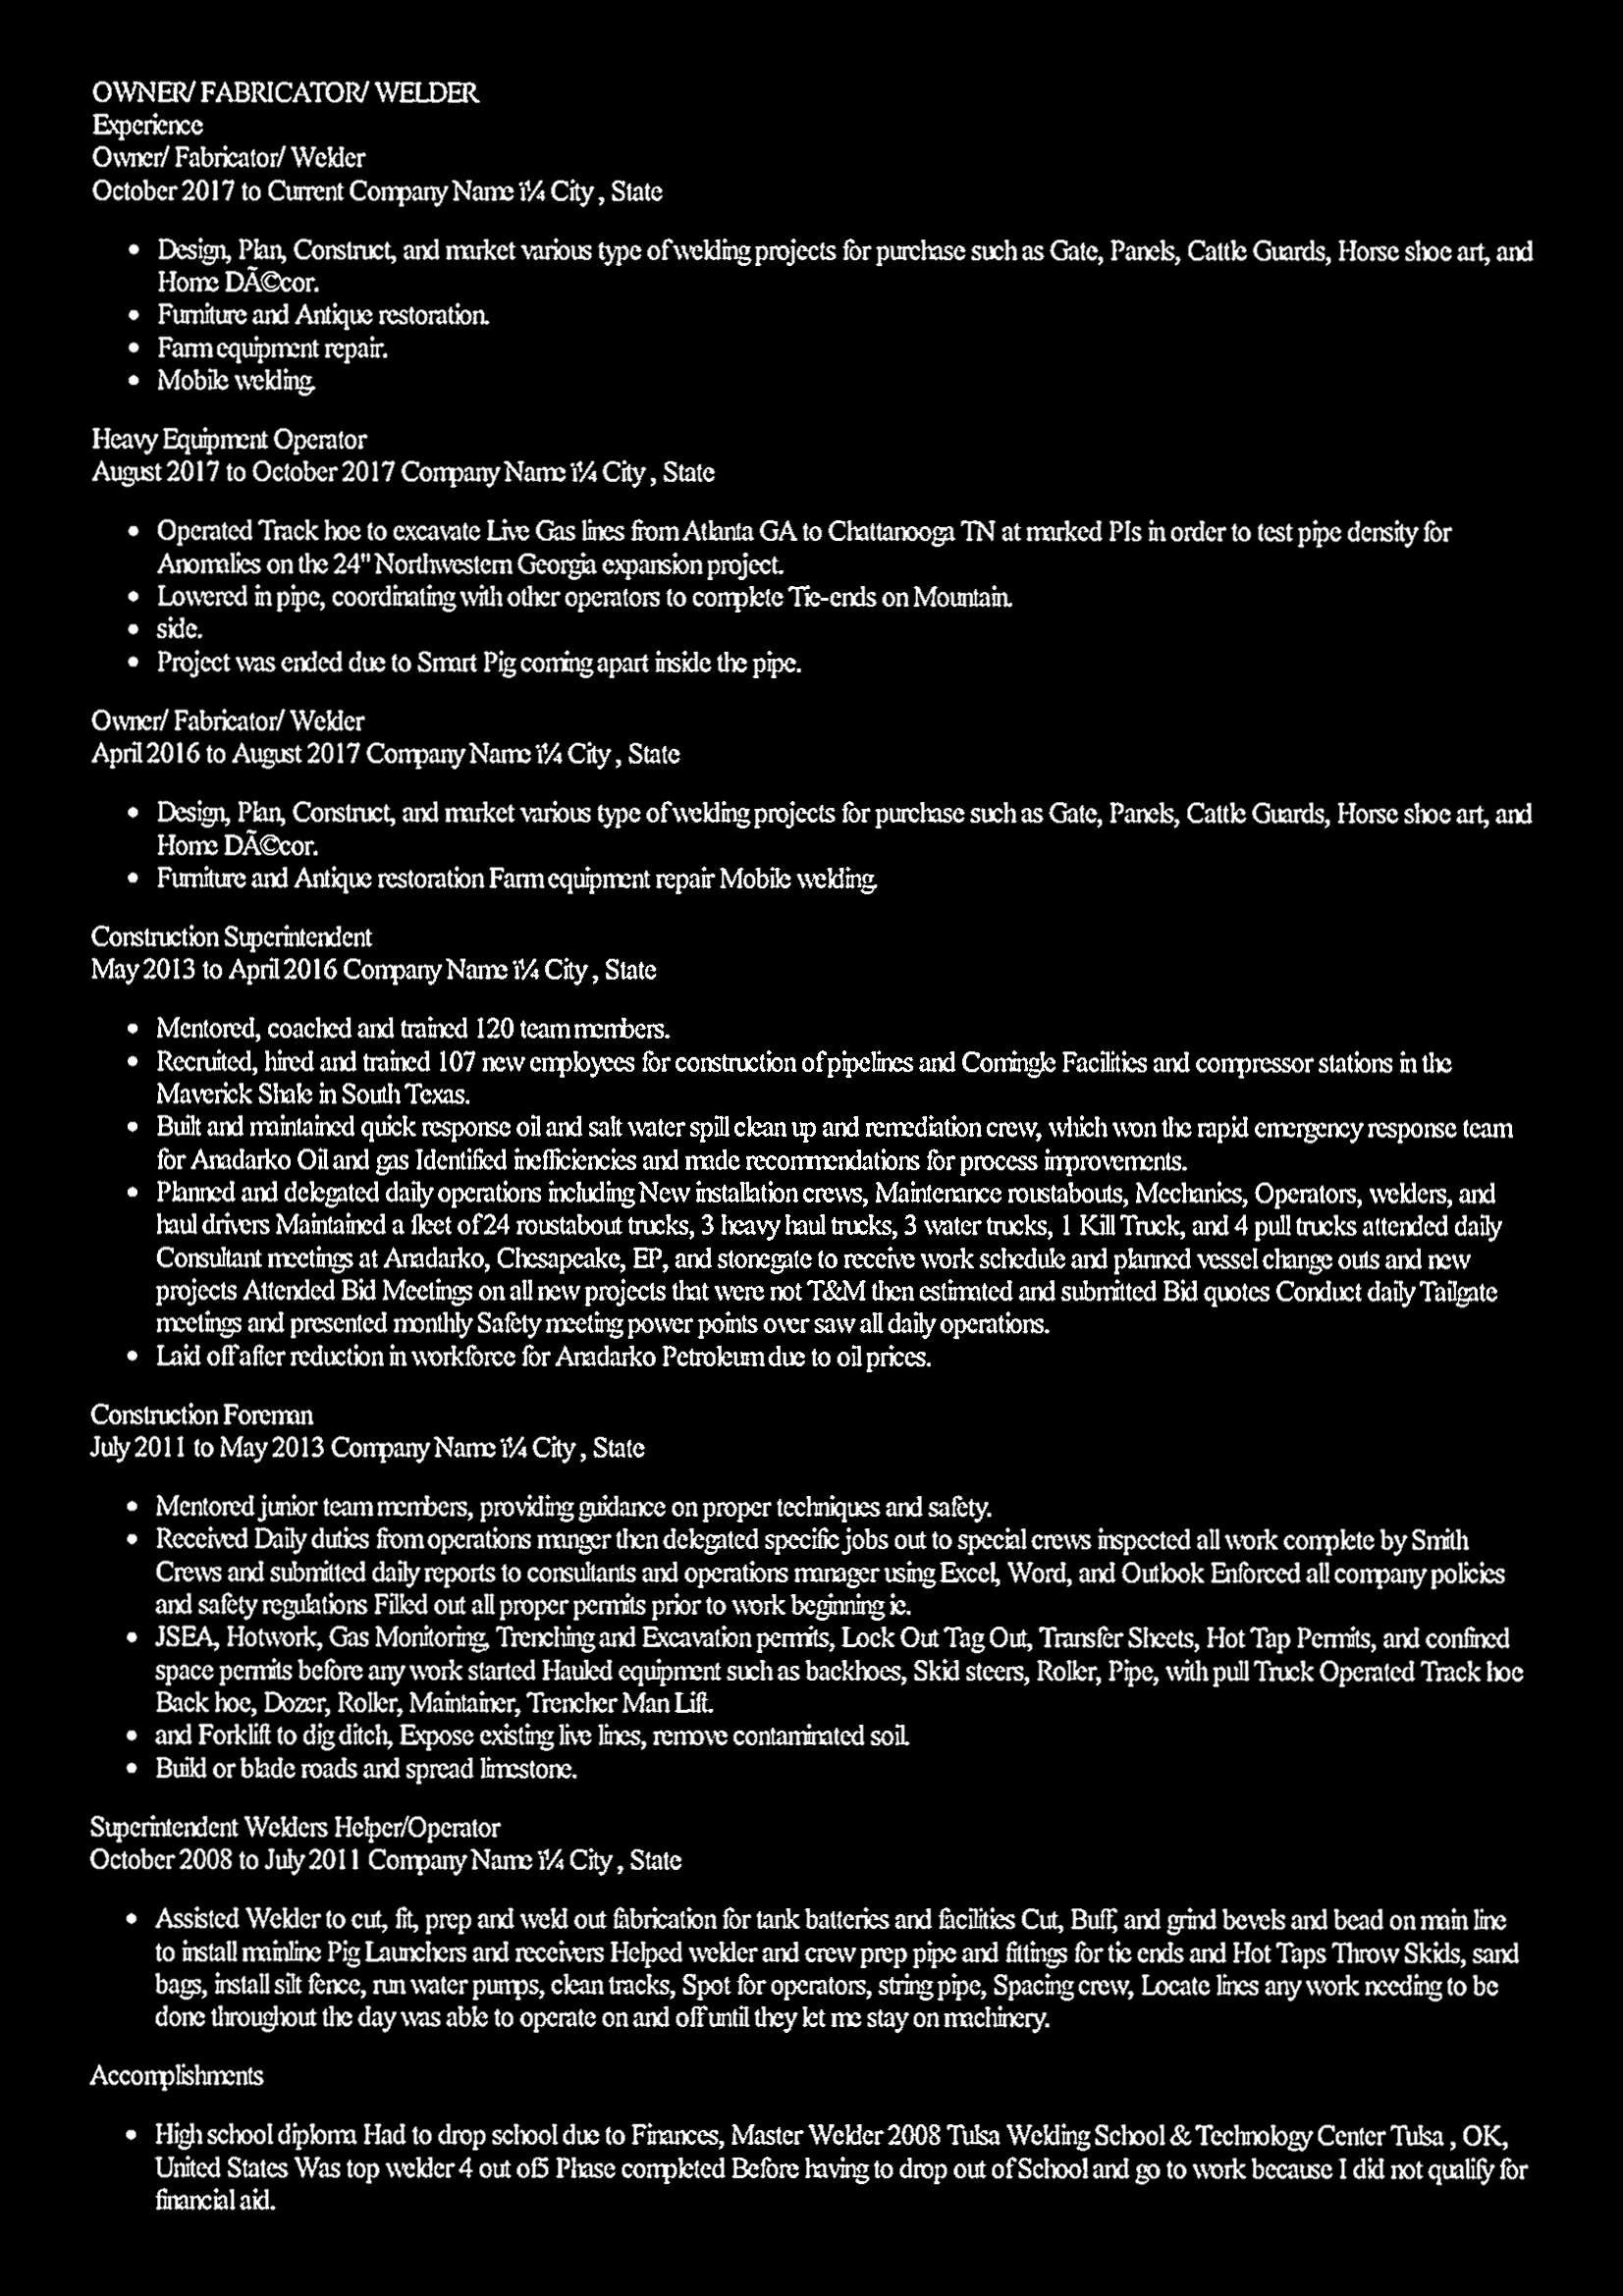 OWNER/ FABRICATOR/ WELDER
Experience
Owner/ Fabricator/ Welder
October 2017 to Current Company Name ï¼ City , State
• Design, Plan, Construct, and market various type of welding projects for purchase such as Gate, Panels, Cattle Guards, Horse shoe art, and
Home DÃ©cor.
• Furniture and Antique restoration.
• Farm equipment repair.
• Mobile welding.
Heavy Equipment Operator
August 2017 to October 2017 Company Name ï¼ City , State
• Operated Track hoe to excavate Live Gas lines from Atlanta GA to Chattanooga TN at marked PIs in order to test pipe density for
Anomalies on the 24" Northwestern Georgia expansion project.
• Lowered in pipe, coordinating with other operators to complete Tie-ends on Mountain.
• side.
• Project was ended due to Smart Pig coming apart inside the pipe.
Owner/ Fabricator/ Welder
April 2016 to August 2017 Company Name ï¼ City , State
• Design, Plan, Construct, and market various type of welding projects for purchase such as Gate, Panels, Cattle Guards, Horse shoe art, and
Home DÃ©cor.
• Furniture and Antique restoration Farm equipment repair Mobile welding.
Construction Superintendent
May 2013 to April 2016 Company Name ï¼ City , State
• Mentored, coached and trained 120 team members.
• Recruited, hired and trained 107 new employees for construction of pipelines and Comingle Facilities and compressor stations in the
Maverick Shale in South Texas.
• Built and maintained quick response oil and salt water spill clean up and remediation crew, which won the rapid emergency response team
for Anadarko Oil and gas Identified inefficiencies and made recommendations for process improvements.
• Planned and delegated daily operations including New installation crews, Maintenance roustabouts, Mechanics, Operators, welders, and
haul drivers Maintained a fleet of 24 roustabout trucks, 3 heavy haul trucks, 3 water trucks, 1 Kill Truck, and 4 pull trucks attended daily
Consultant meetings at Anadarko, Chesapeake, EP, and stonegate to receive work schedule and planned vessel change outs and new
projects Attended Bid Meetings on all new projects that were not T&M then estimated and submitted Bid quotes Conduct daily Tailgate
meetings and presented monthly Safety meeting power points over saw all daily operations.
• Laid off after reduction in workforce for Anadarko Petroleum due to oil prices.
Construction Foreman
July 2011 to May 2013 Company Name ï¼ City , State
• Mentored junior team members, providing guidance on proper techniques and safety.
• Received Daily duties from operations manger then delegated specific jobs out to special crews inspected all work complete by Smith
Crews and submitted daily reports to consultants and operations manager using Excel, Word, and Outlook Enforced all company policies
and safety regulations Filled out all proper permits prior to work beginning ie.
• JSEA, Hotwork, Gas Monitoring, Trenching and Excavation permits, Lock Out Tag Out, Transfer Sheets, Hot Tap Permits, and confined
space permits before any work started Hauled equipment such as backhoes, Skid steers, Roller, Pipe, with pull Truck Operated Track hoe
Back hoe, Dozer, Roller, Maintainer, Trencher Man Lift.
• and Forklift to dig ditch, Expose existing live lines, remove contaminated soil.
• Build or blade roads and spread limestone.
Superintendent Welders Helper/Operator
October 2008 to July 2011 Company Name ï¼ City , State
• Assisted Welder to cut, fit, prep and weld out fabrication for tank batteries and facilities Cut, Buff, and grind bevels and bead on main line
to install mainline Pig Launchers and receivers Helped welder and crew prep pipe and fittings for tie ends and Hot Taps Throw Skids, sand
bags, install silt fence, run water pumps, clean tracks, Spot for operators, string pipe, Spacing crew, Locate lines any work needing to be
done throughout the day was able to operate on and off until they let me stay on machinery.
Accomplishments
• High school diploma Had to drop school due to Finances, Master Welder 2008 Tulsa Welding School & Technology Center Tulsa , OK,
United States Was top welder 4 out of5 Phase completed Before having to drop out of School and go to work because I did not qualify for
financial aid.